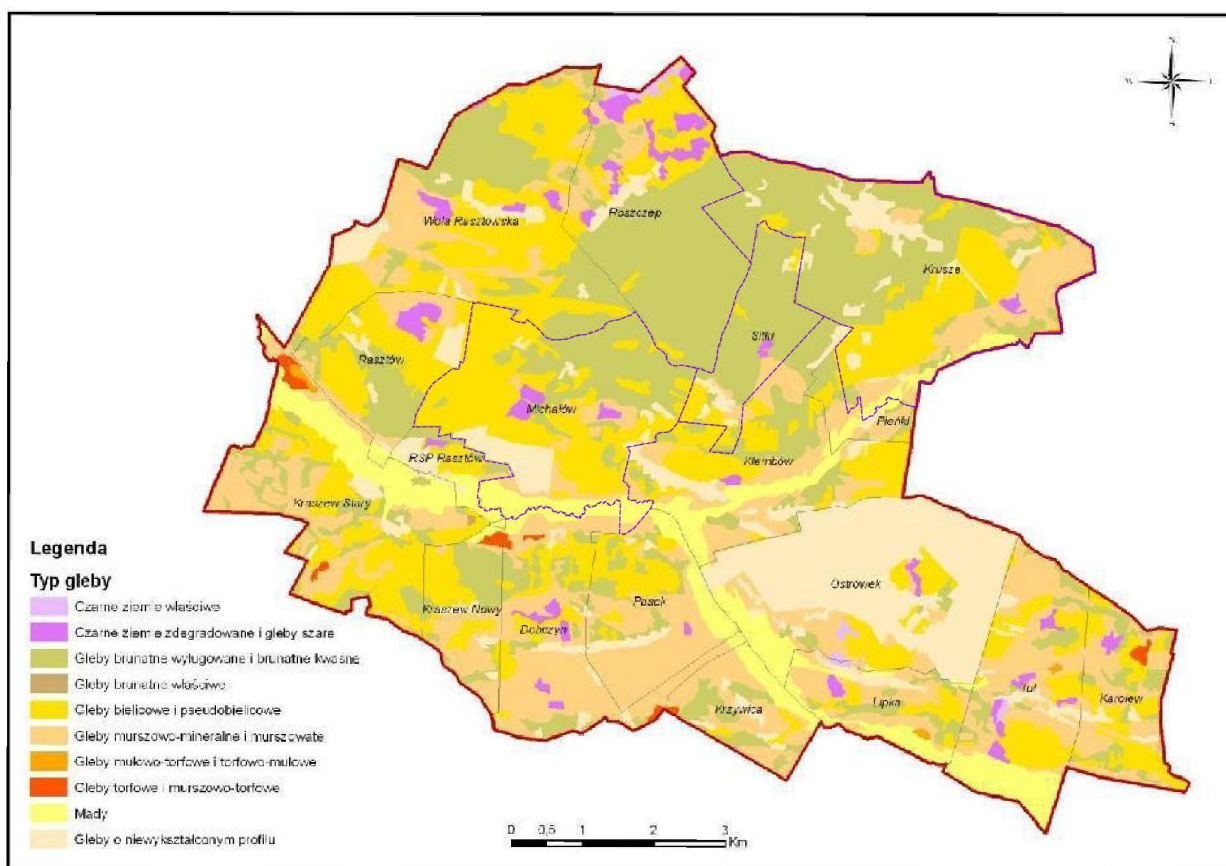 N
W
E
S
Wola Rasztowska
Roszczep
Krusze
Sitki
Rasztów
Michałów
Pieńki
Klembów
RSP Rasztów
Kraszew Stary
Ostrówek
Kraszew Nowy
Pasek
Dobczyn
Krzywica
Lipka
Tuł
Karolew
Legenda
Typ gleby
Czarne ziemie właściwe
Czarne ziemie zdegradowane i gleby szare
Gleby brunatne wyługowane i brunatne kwaśne
Gleby brunatne właściwe
Gleby bielicowe i pseudobielicowe
Gleby murszowo-mineralne i murszowate
Gleby mułowo-torfowe i torfowo-mułowe
Gleby torfowe i murszowo-torfowe
Mady
Gleby o niewykształconym profilu
0 0,5 1 2 3
Km